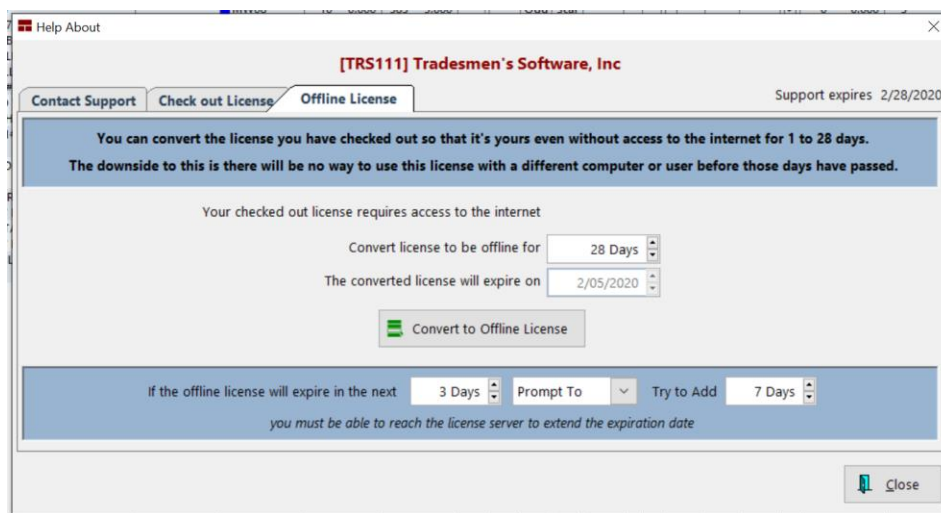 Help About
[TRS111] Tradesmen's Software, Inc
Contact Support
Check out License
Offline License
Support expires 2/28/2020
You can convert the license you have checked out so that it's yours even without access to the internet for 1 to 28 days.
The downside to this is there will be no way to use this license with a different computer or user before those days have passed.
Your checked out license requires access to the internet
Convert license to be offline for 28 Days
The converted license will expire on 2/05/2020
Convert to Offline License
If the offline license will expire in the next 3 Days Prompt To Try to Add 7 Days
you must be able to reach the license server to extend the expiration date
Close